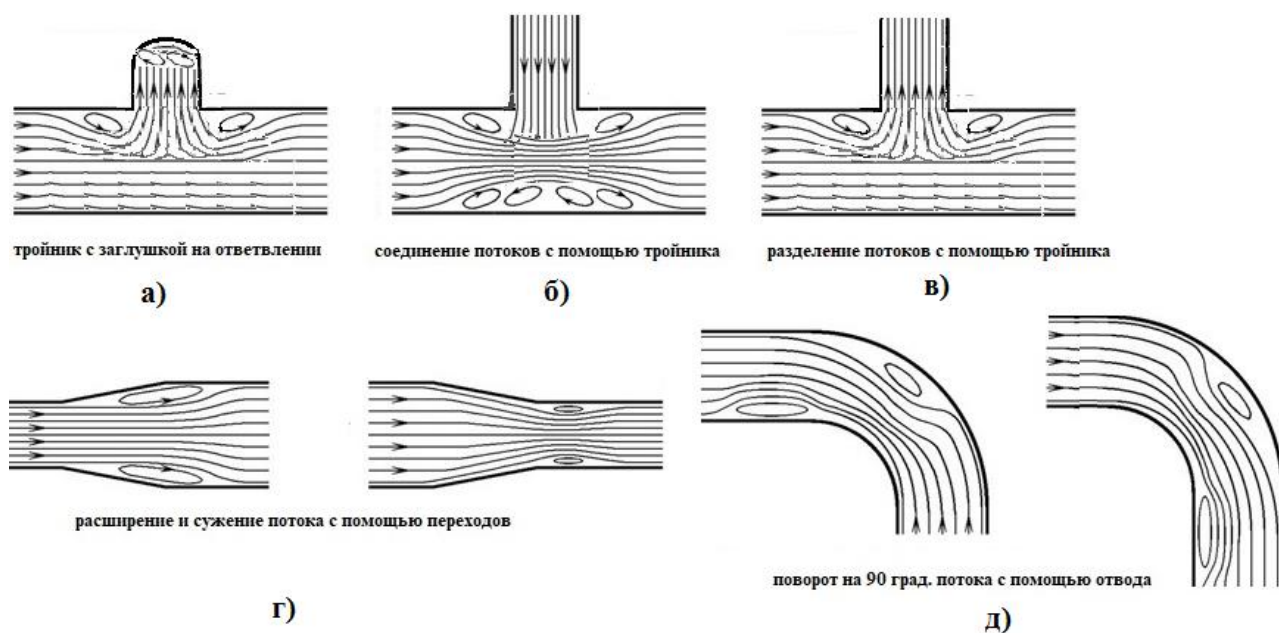 тройник с заглушкой на ответвлении
соединение потоков с помощью тройника
разделение потоков с помощью тройника
а)
б)
в)
расширение и сужение потока с помощью переходов
поворот на 90 град. потока с помощью отвода
г)
д)